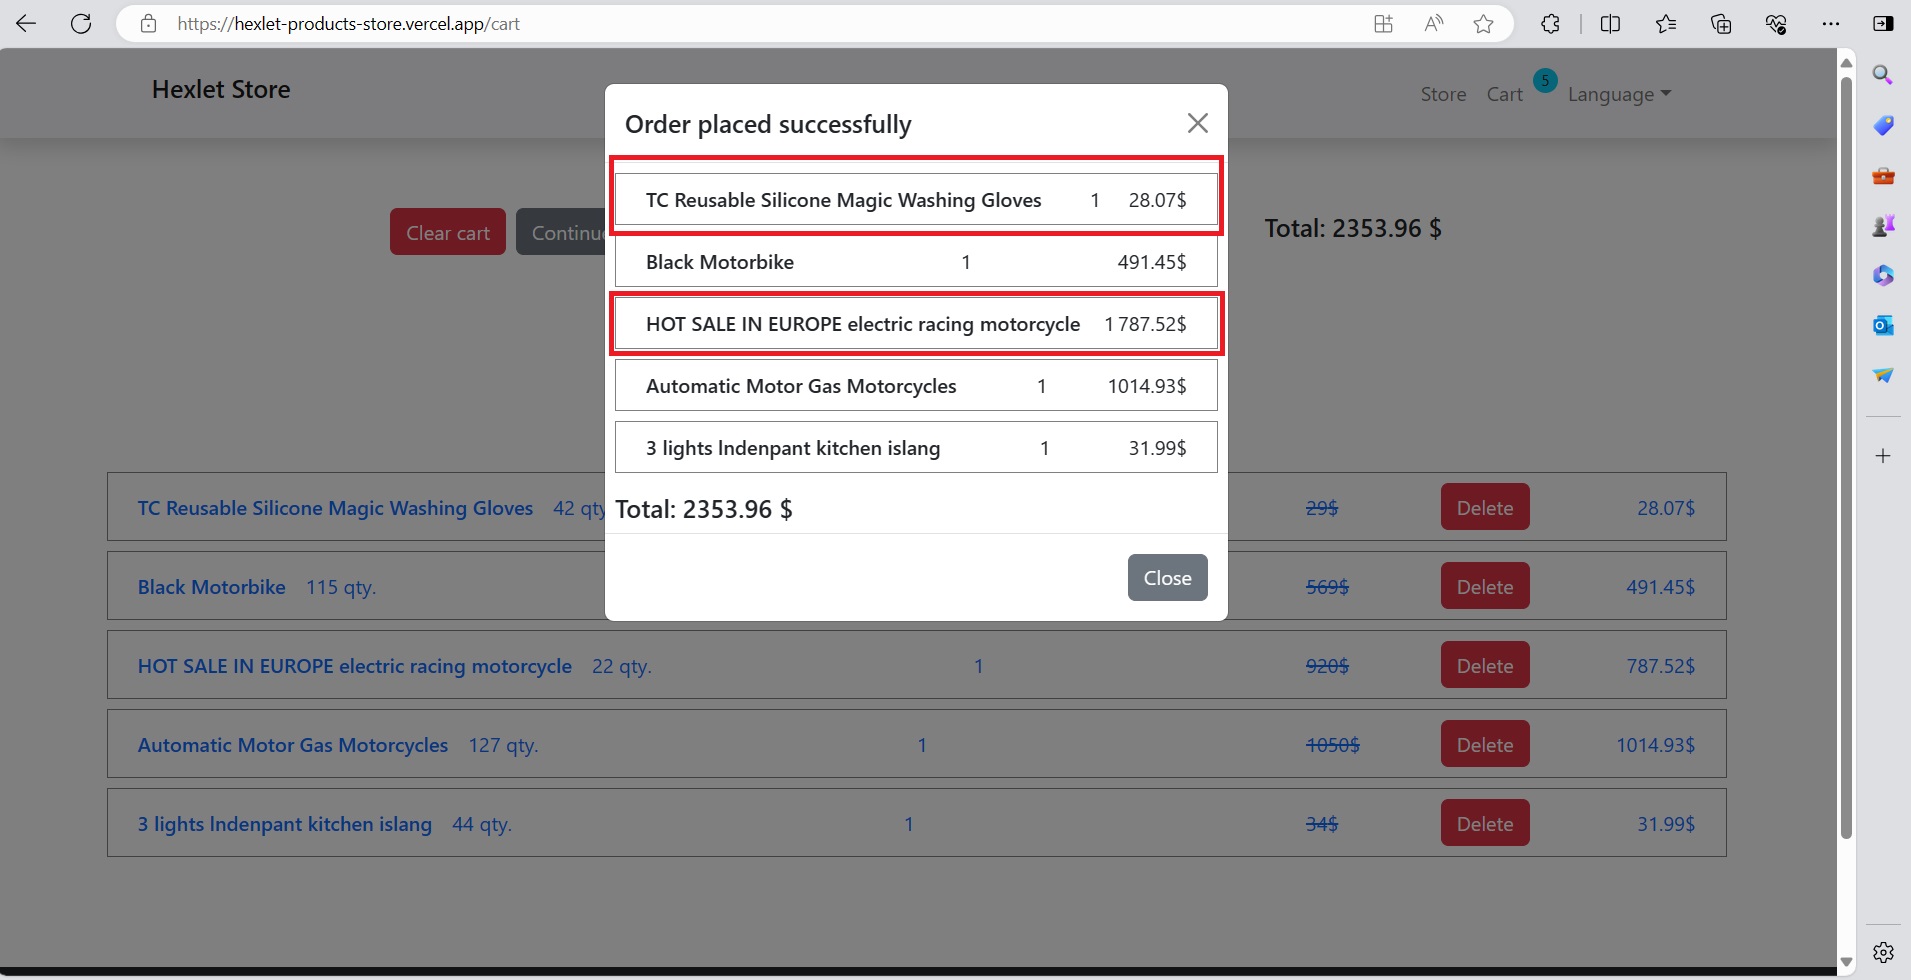 https://hexlet-products-store.vercel.app/cart
Hexlet Store
Store Cart 5 Language
Order placed successfully
TC Reusable Silicone Magic Washing Gloves 1 28.07$
Black Motorbike 1 491.45$
HOT SALE IN EUROPE electric racing motorcycle 1 787.52$
Automatic Motor Gas Motorcycles 1 1014.93$
3 lights lndenpant kitchen islang 1 31.99$
Total: 2353.96 $
Close
Clear cart Continu
Total: 2353.96 $
TC Reusable Silicone Magic Washing Gloves 42 qty 29$ Delete 28.07$
Black Motorbike 115 qty. 569$ Delete 491.45$
HOT SALE IN EUROPE electric racing motorcycle 22 qty. 1 920$ Delete 787.52$
Automatic Motor Gas Motorcycles 127 qty. 1 1050$ Delete 1014.93$
3 lights lndenpant kitchen islang 44 qty. 1 34$ Delete 31.99$